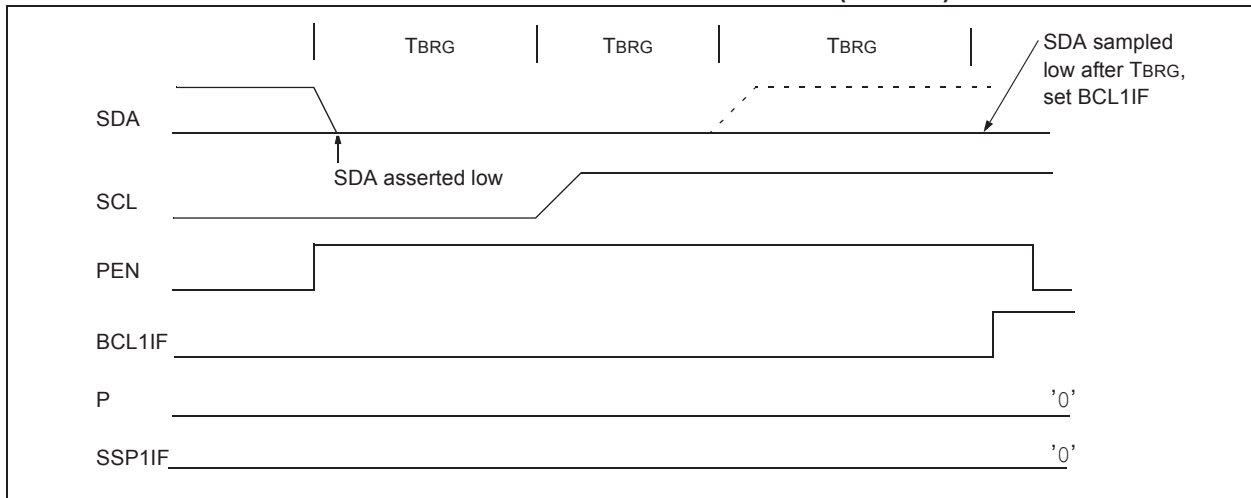 TBRG TBRG TBRG
SDA sampled
low after TBRG,
set BCL1IF
SDA
SDA asserted low
SCL
PEN
BCL1IF
P '0'
SSP1IF '0'